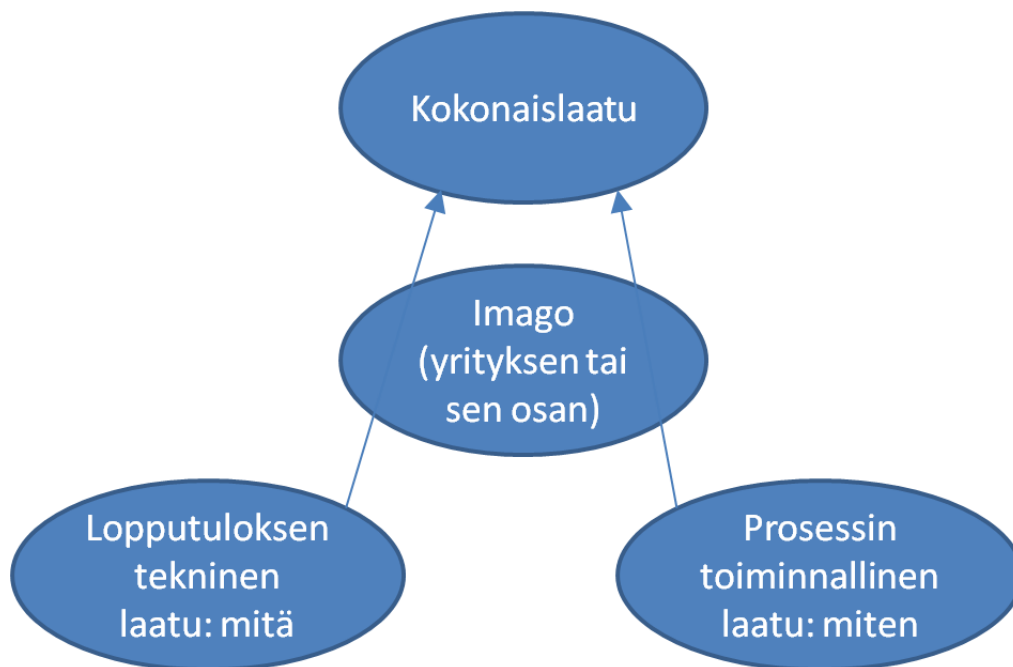 Kokonaislaatu
Imago
(yrityksen tai
sen osan)
Lopputuloksen
tekninen
laatu: mitä
Prosessin
toiminnallinen
laatu: miten